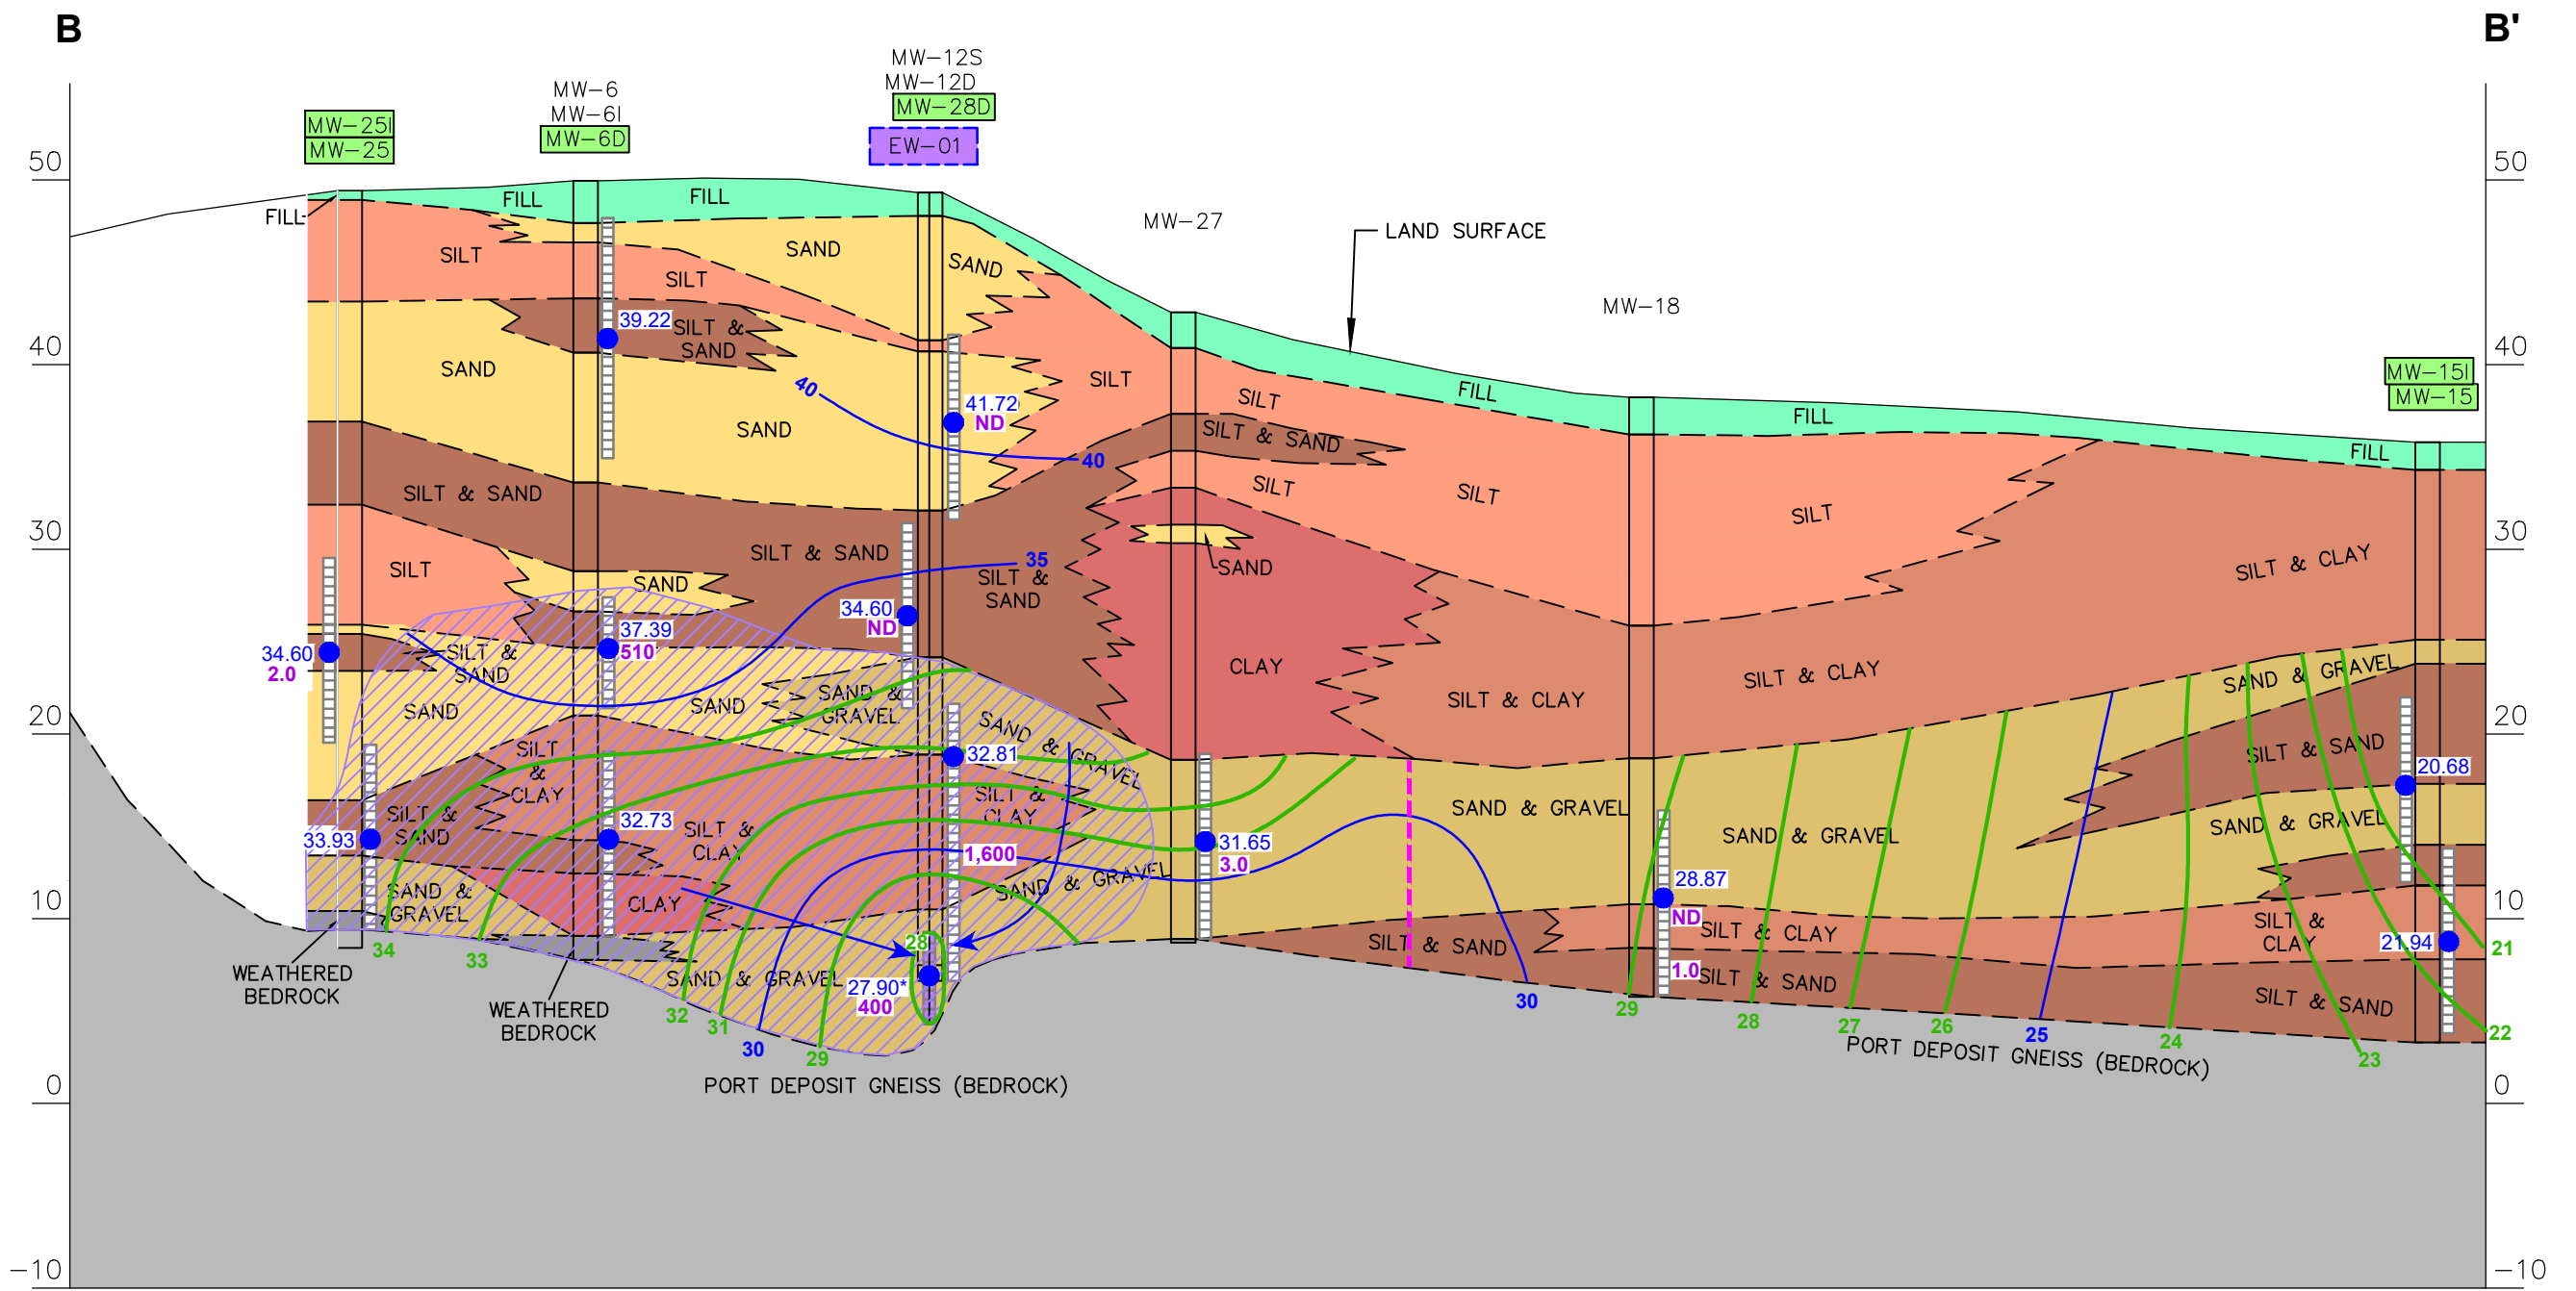 B
B'
MW-12S
MW-12D
MW-28D
EW-01
MW-6
MW-6I
MW-6D
MW-25I
MW-25
MW-27
LAND SURFACE
MW-18
MW-15I
MW-15
50
40
30
20
10
0
-10
50
40
30
20
10
0
-10
FILL
FILL
FILL
FILL
FILL
FILL
SILT
SILT
SAND
SAND
39.22
SILT &
SAND
SAND
SAND
40
40
41.72
ND
SILT
SILT
SILT & SAND
SILT
SILT
SILT
SILT & SAND
SILT & SAND
SILT
SAND
35
SILT &
SAND
SAND
SILT & CLAY
34.60
2.0
37.39
510
34.60
ND
SILT &
SAND
SAND
SAND
SAND &
GRAVEL
CLAY
SILT & CLAY
SILT & CLAY
SAND & GRAVEL
SAND & GRAVEL
32.81
SILT
&
CLAY
SILT &
SAND
33.93
32.73
SILT &
CLAY
SILT &
CLAY
1,600
31.65
3.0
SAND & GRAVEL
SAND & GRAVEL
SILT & SAND
20.68
SAND & GRAVEL
SAND &
GRAVEL
CLAY
SAND & GRAVEL
28.87
ND
1.0
SILT & SAND
SILT & CLAY
SILT & SAND
SILT &
CLAY
21.94
SILT & SAND
WEATHERED
BEDROCK
WEATHERED
BEDROCK
SAND & GRAVEL
28
27.90*
400
34
33
32
31
30
29
30
29
28
27
26
25
24
23
22
21
PORT DEPOSIT GNEISS (BEDROCK)
PORT DEPOSIT GNEISS (BEDROCK)